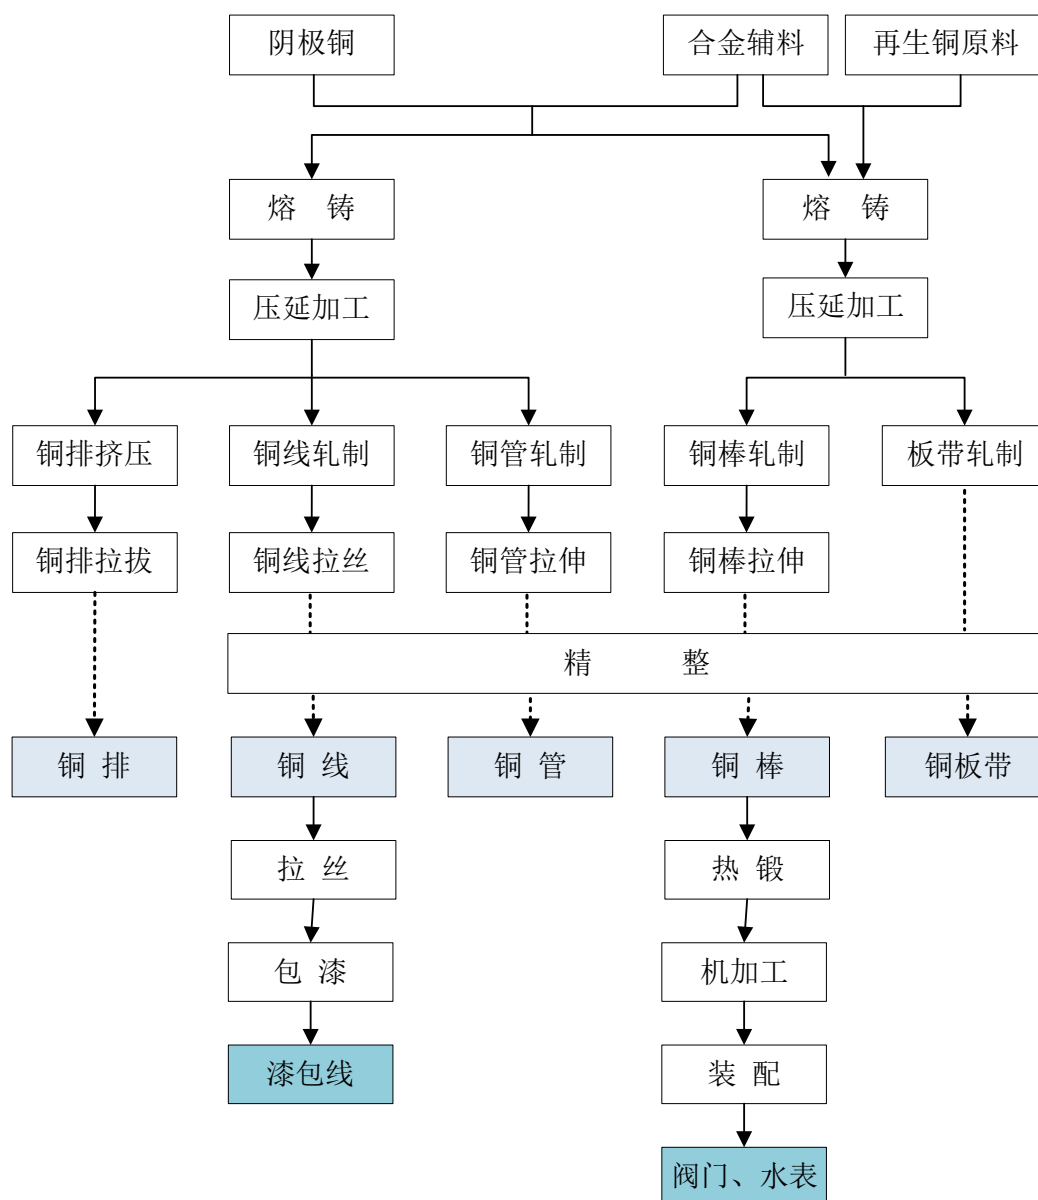 阴极铜
合金辅料
再生铜原料
熔 铸
熔 铸
压延加工
压延加工
铜排挤压
铜线轧制
铜管轧制
铜棒轧制
板带轧制
铜排拉拔
铜线拉丝
铜管拉伸
铜棒拉伸
精 整
铜 排
铜 线
铜 管
铜 棒
铜板带
拉 丝
热 锻
包 漆
机加工
漆包线
装 配
阀门、水表